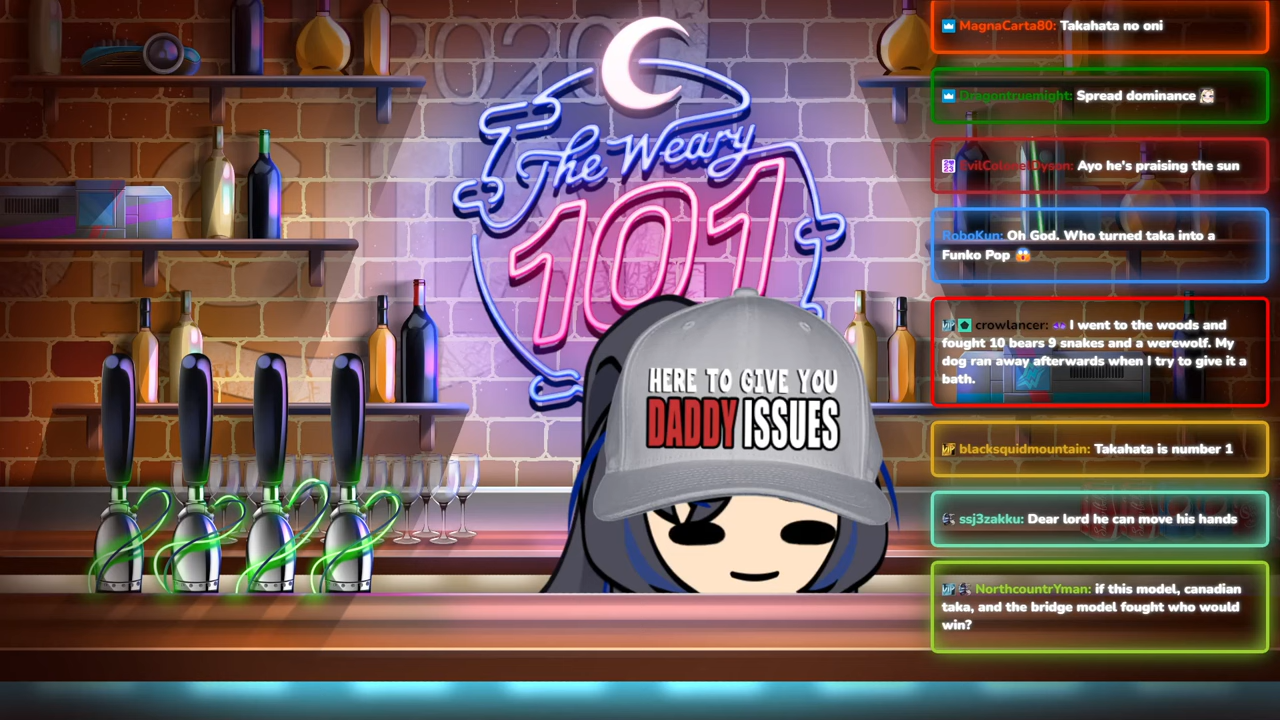 2020
The Weary
101
HERE TO GIVE YOU
DADDY ISSUES
MagnaCarta80: Takahata no oni
Dragontruemight: Spread dominance
EvilColonelDyson: Ayo he's praising the sun
RoboKun: Oh God. Who turned taka into a
Funko Pop 😱
crowlancer: I went to the woods and
fought 10 bears 9 snakes and a werewolf. My
dog ran away afterwards when I try to give it a
bath.
blacksquidmountain: Takahata is number 1
ssj3zakku: Dear lord he can move his hands
NorthcountrYman: if this model, canadian
taka, and the bridge model fought who would
win?